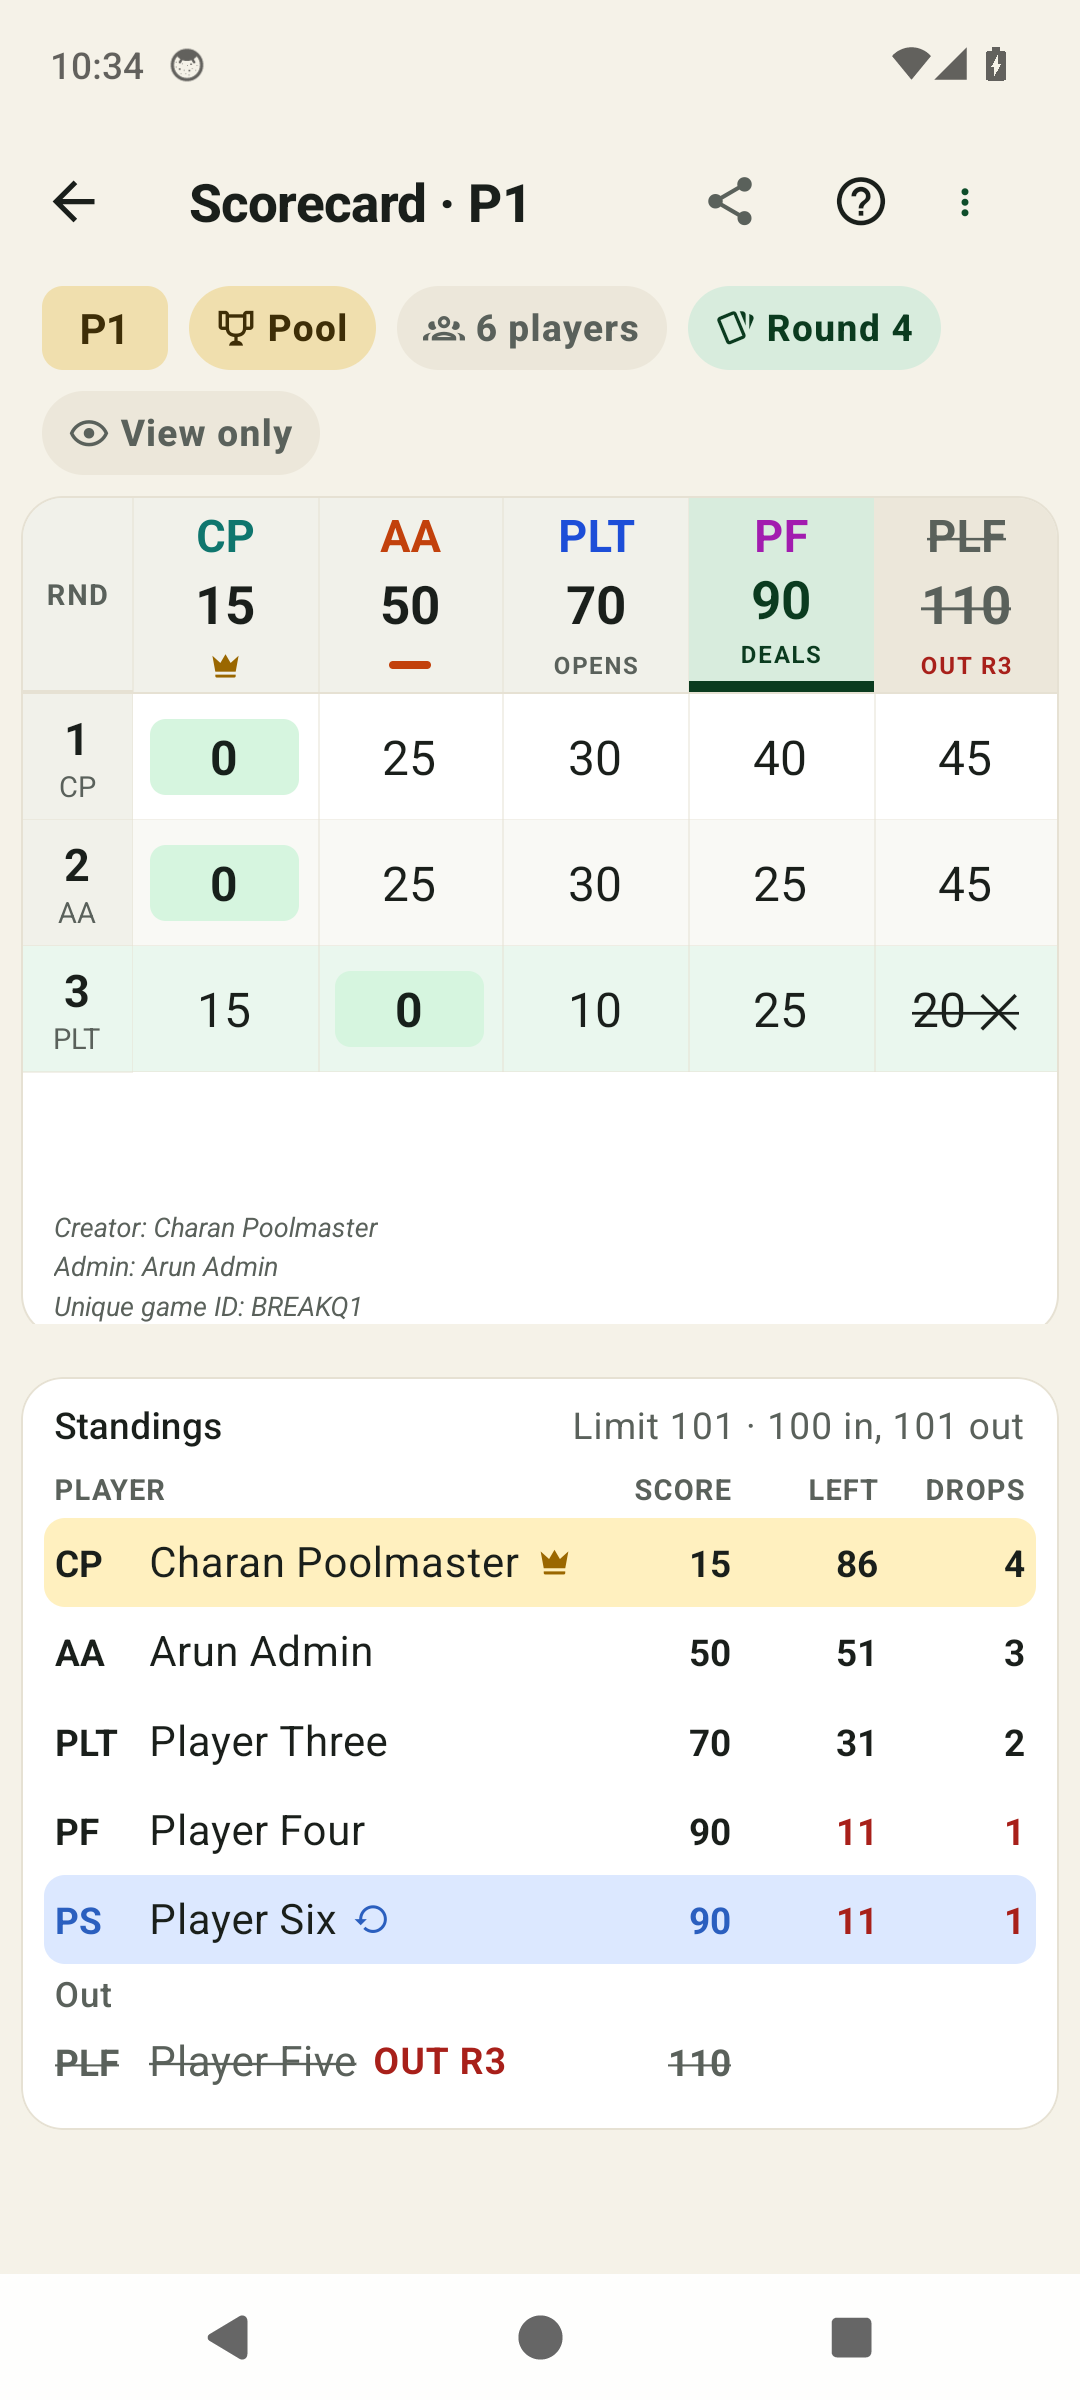 10:34
Scorecard · P1
P1 Pool 6 players Round 4
View only
RND CP AA PLT PF PLF
15 50 70 90 110
OPENS DEALS OUT R3
1 0 25 30 40 45
CP
2 0 25 30 25 45
AA
3 15 0 10 25 20 ✕
PLT
Creator: Charan Poolmaster
Admin: Arun Admin
Unique game ID: BREAKQ1
Standings Limit 101 · 100 in, 101 out
PLAYER SCORE LEFT DROPS
CP Charan Poolmaster 15 86 4
AA Arun Admin 50 51 3
PLT Player Three 70 31 2
PF Player Four 90 11 1
PS Player Six 90 11 1
Out
PLF Player Five OUT R3 110